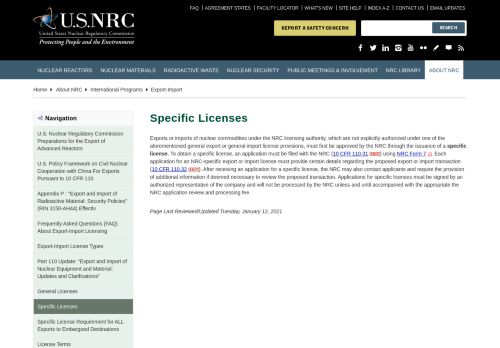 FAQ | AGREEMENT STATES | FACILITY LOCATOR | WHAT'S NEW | SITE HELP | INDEX A-Z | CONTACT US | EMAIL UPDATES
U.S.NRC
United States Nuclear Regulatory Commission
Protecting People and the Environment
REPORT A SAFETY CONCERN
SEARCH
NUCLEAR REACTORS NUCLEAR MATERIALS RADIOACTIVE WASTE NUCLEAR SECURITY PUBLIC MEETINGS & INVOLVEMENT NRC LIBRARY ABOUT NRC
Home About NRC International Programs Export-Import
Navigation
U.S. Nuclear Regulatory Commission
Preparations for the Export of
Advanced Reactors
U.S. Policy Framework on Civil Nuclear
Cooperation with China For Exports
Pursuant to 10 CFR 110
Appendix P : "Export and Import of
Radioactive Material: Security Policies"
(RIN 3150-AH44) Effectiv
Frequently Asked Questions (FAQ)
About Export-Import Licensing
Export-Import License Types
Part 110 Update: "Export and Import of
Nuclear Equipment and Material:
Updates and Clarifications"
General Licenses
Specific Licenses
Specific License Requirement for ALL
Exports to Embargoed Destinations
License Terms
Specific Licenses
Exports or imports of nuclear commodities under the NRC licensing authority, which are not explicitly authorized under one of the
aforementioned general export or general import license provisions, must first be approved by the NRC through the issuance of a specific
license. To obtain a specific license, an application must be filed with the NRC (10 CFR 110.31) using NRC Form 7. Each
application for an NRC-specific export or import license must provide certain details regarding the proposed export or import transaction
(10 CFR 110.32). After receiving an application for a specific license, the NRC may also contact applicants and require the provision
of additional information if deemed necessary to review the proposed transaction. Applications for specific licenses must be signed by an
authorized representative of the company and will not be processed by the NRC unless and until accompanied with the appropriate the
NRC application review and processing fee.
Page Last Reviewed/Updated Tuesday, January 12, 2021